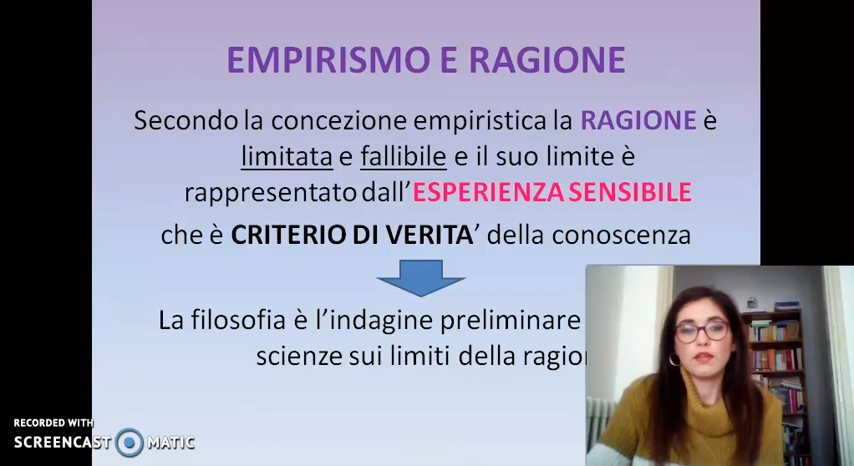 EMPIRISMO E RAGIONE
Secondo la concezione empiristica la RAGIONE è
limitata e fallibile e il suo limite è
rappresentato dall'ESPERIENZA SENSIBILE
che è CRITERIO DI VERITA' della conoscenza
La filosofia è l'indagine preliminare
scienze sui limiti della
RECORDED WITH
SCREENCAST MATIC